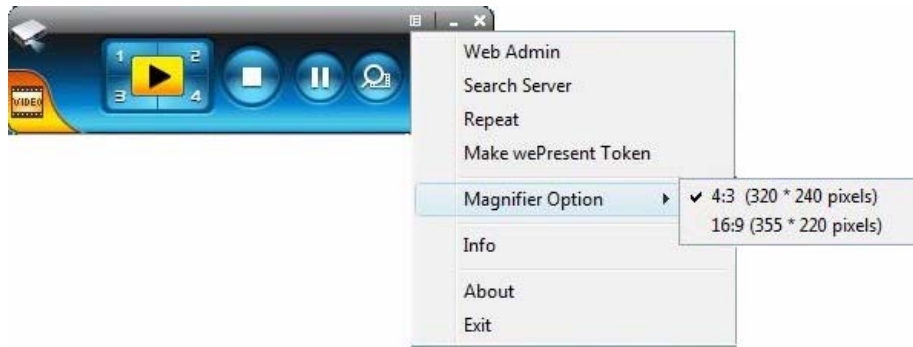 1 2
3 4
VIDEO
Web Admin
Search Server
Repeat
Make wePresent Token
Magnifier Option
4:3 (320 * 240 pixels)
16:9 (355 * 220 pixels)
Info
About
Exit